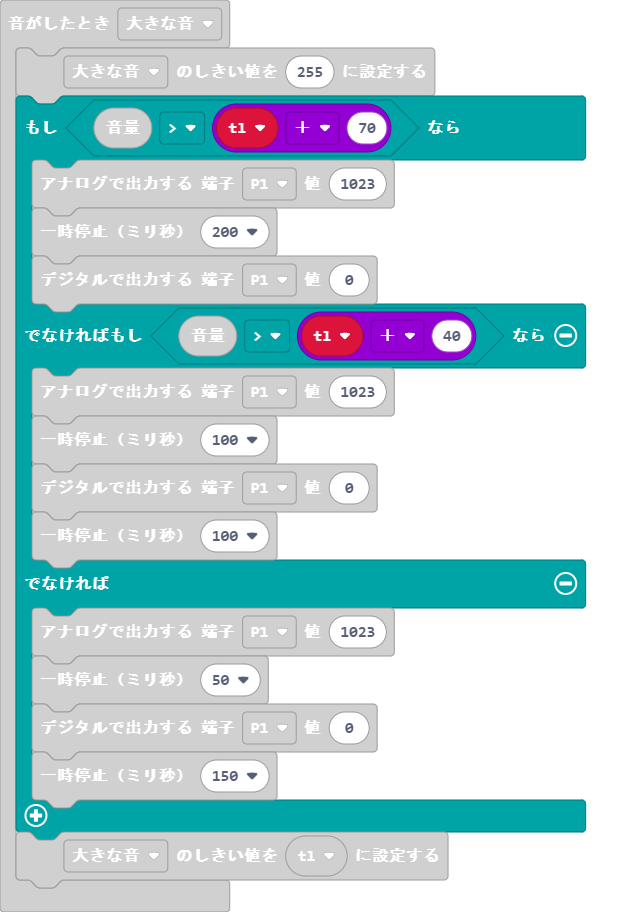 音がしたとき 大きな音
大きな音 のしきい値を 255 に設定する
もし 音量 > t1 + 70 なら
アナログで出力する 端子 P1 値 1023
一時停止（ミリ秒） 200
デジタルで出力する 端子 P1 値 0
でなければもし 音量 > t1 + 40 なら
アナログで出力する 端子 P1 値 1023
一時停止（ミリ秒） 100
デジタルで出力する 端子 P1 値 0
一時停止（ミリ秒） 100
でなければ
アナログで出力する 端子 P1 値 1023
一時停止（ミリ秒） 50
デジタルで出力する 端子 P1 値 0
一時停止（ミリ秒） 150
大きな音 のしきい値を t1 に設定する